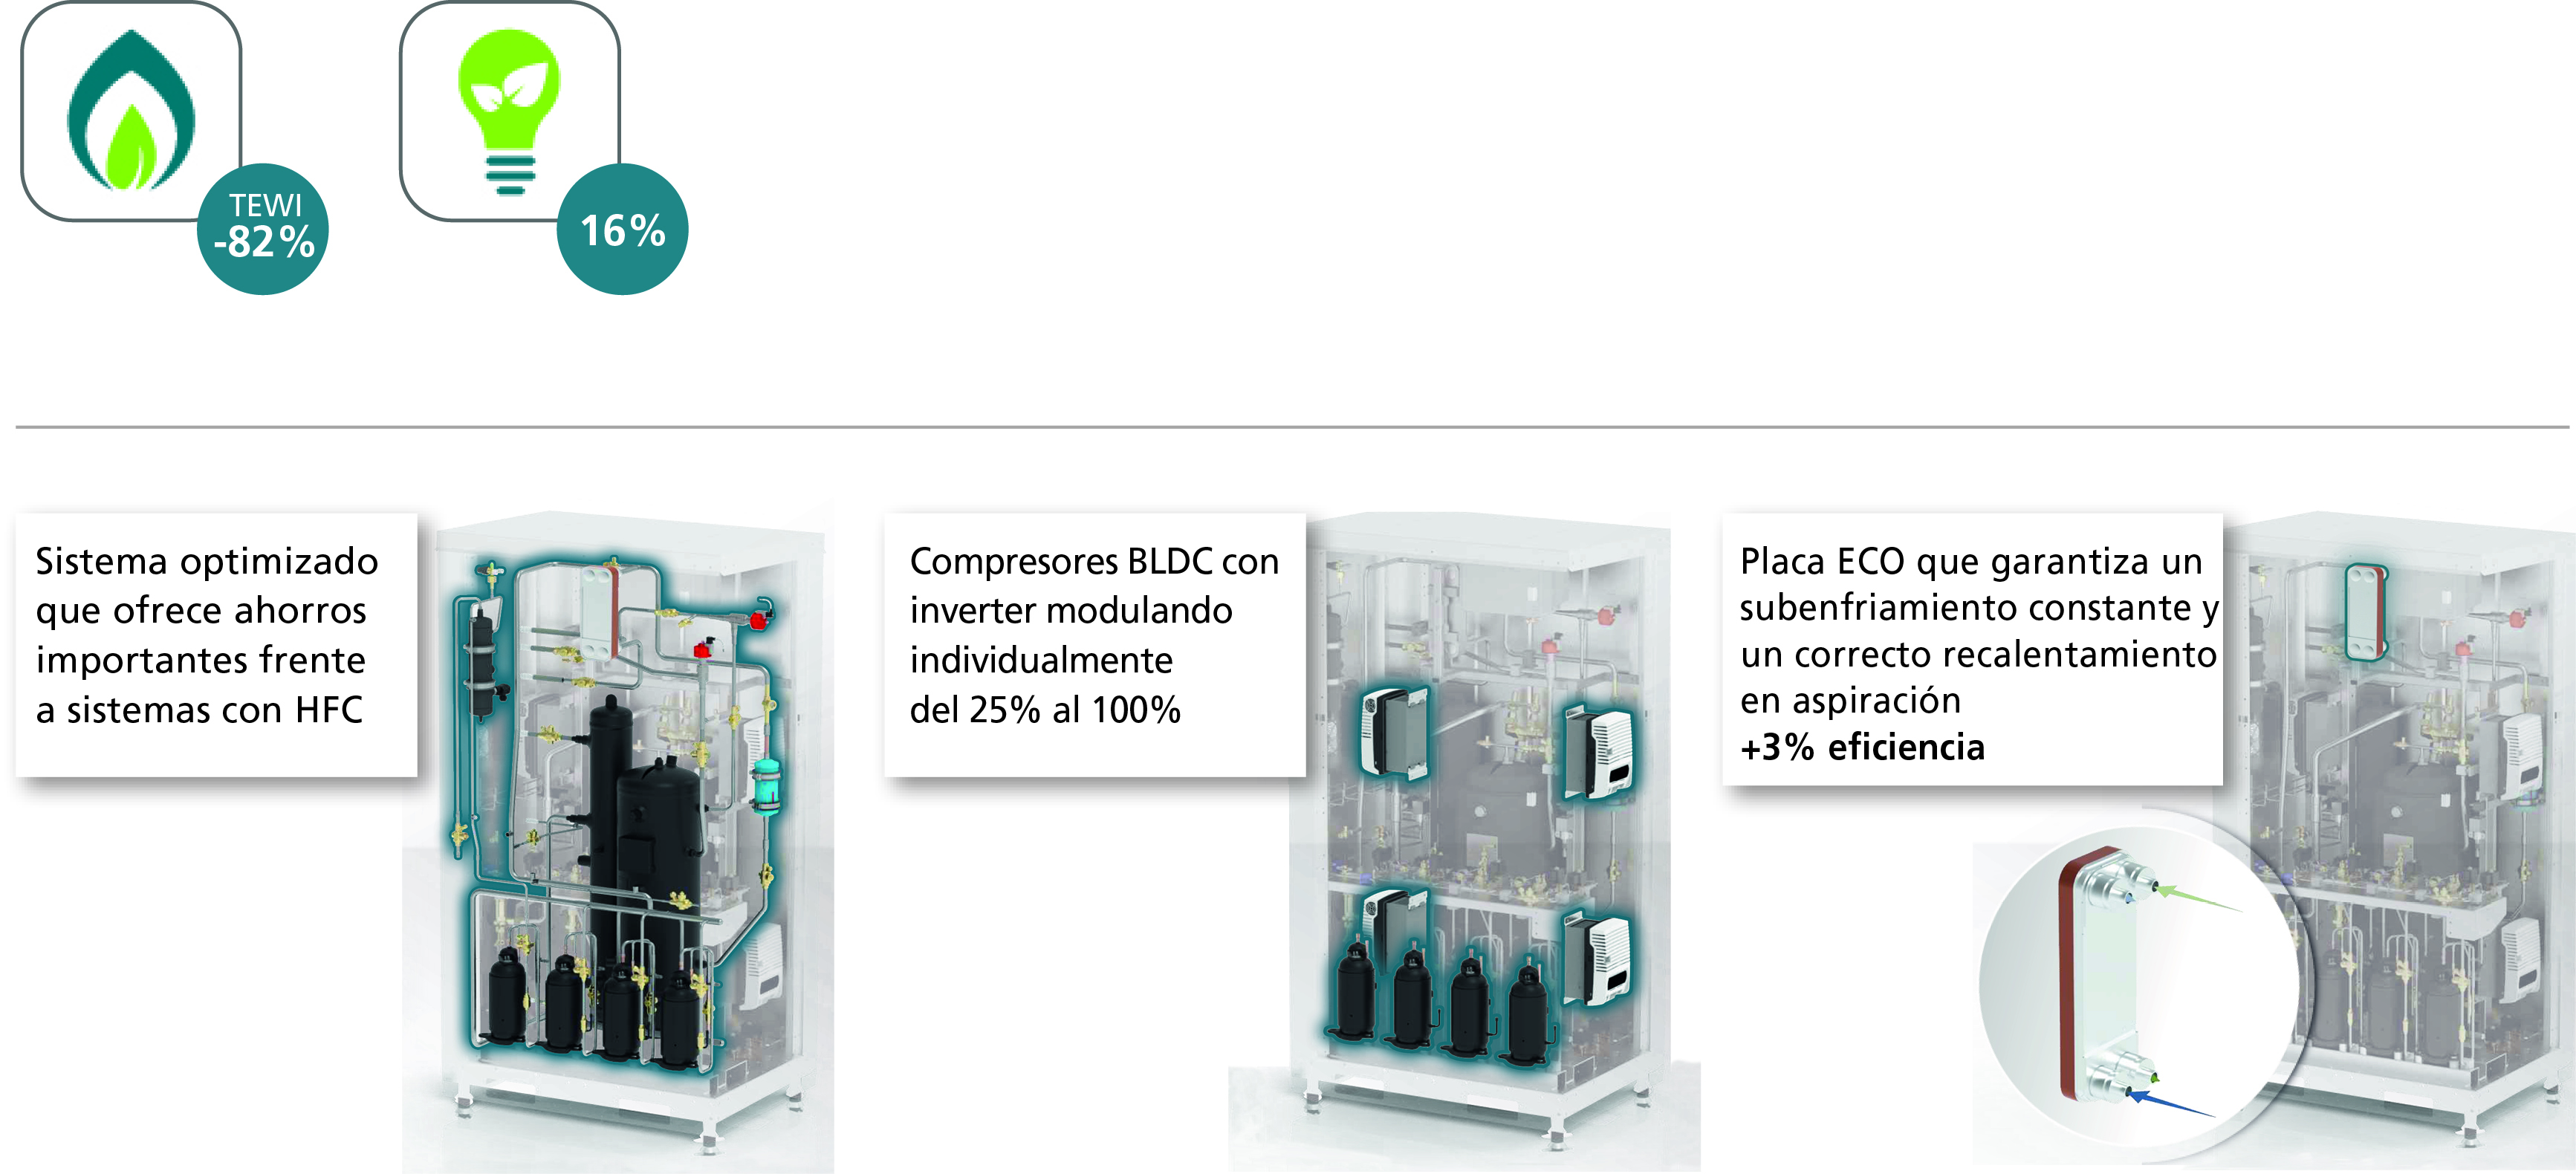 TEWI
-82%
16%
Sistema optimizado
que ofrece ahorros
importantes frente
a sistemas con HFC
Compresores BLDC con
inverter modulando
individualmente
del 25% al 100%
Placa ECO que garantiza un
subenfriamiento constante y
un correcto recalentamiento
en aspiración
+3% eficiencia